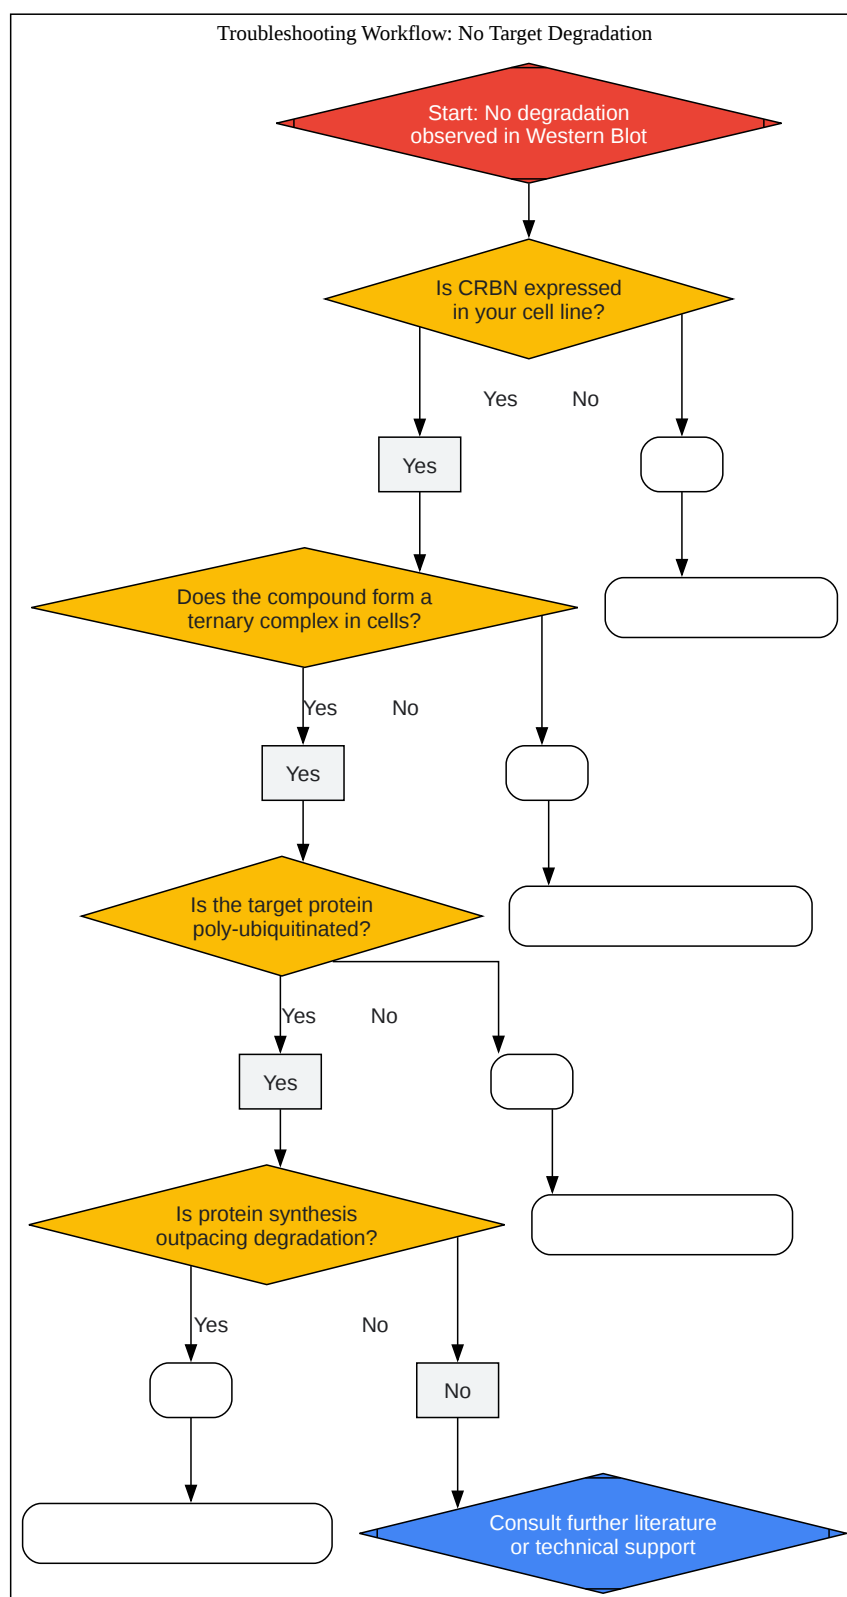 Troubleshooting Workflow: No Target Degradation
Start: No degradation
observed in Western Blot
Is CRBN expressed
in your cell line?
Yes No
Yes
Does the compound form a
ternary complex in cells?
Yes No
Yes
Is the target protein
poly-ubiquitinated?
Yes No
Yes
Is protein synthesis
outpacing degradation?
Yes No
No
Consult further literature
or technical support